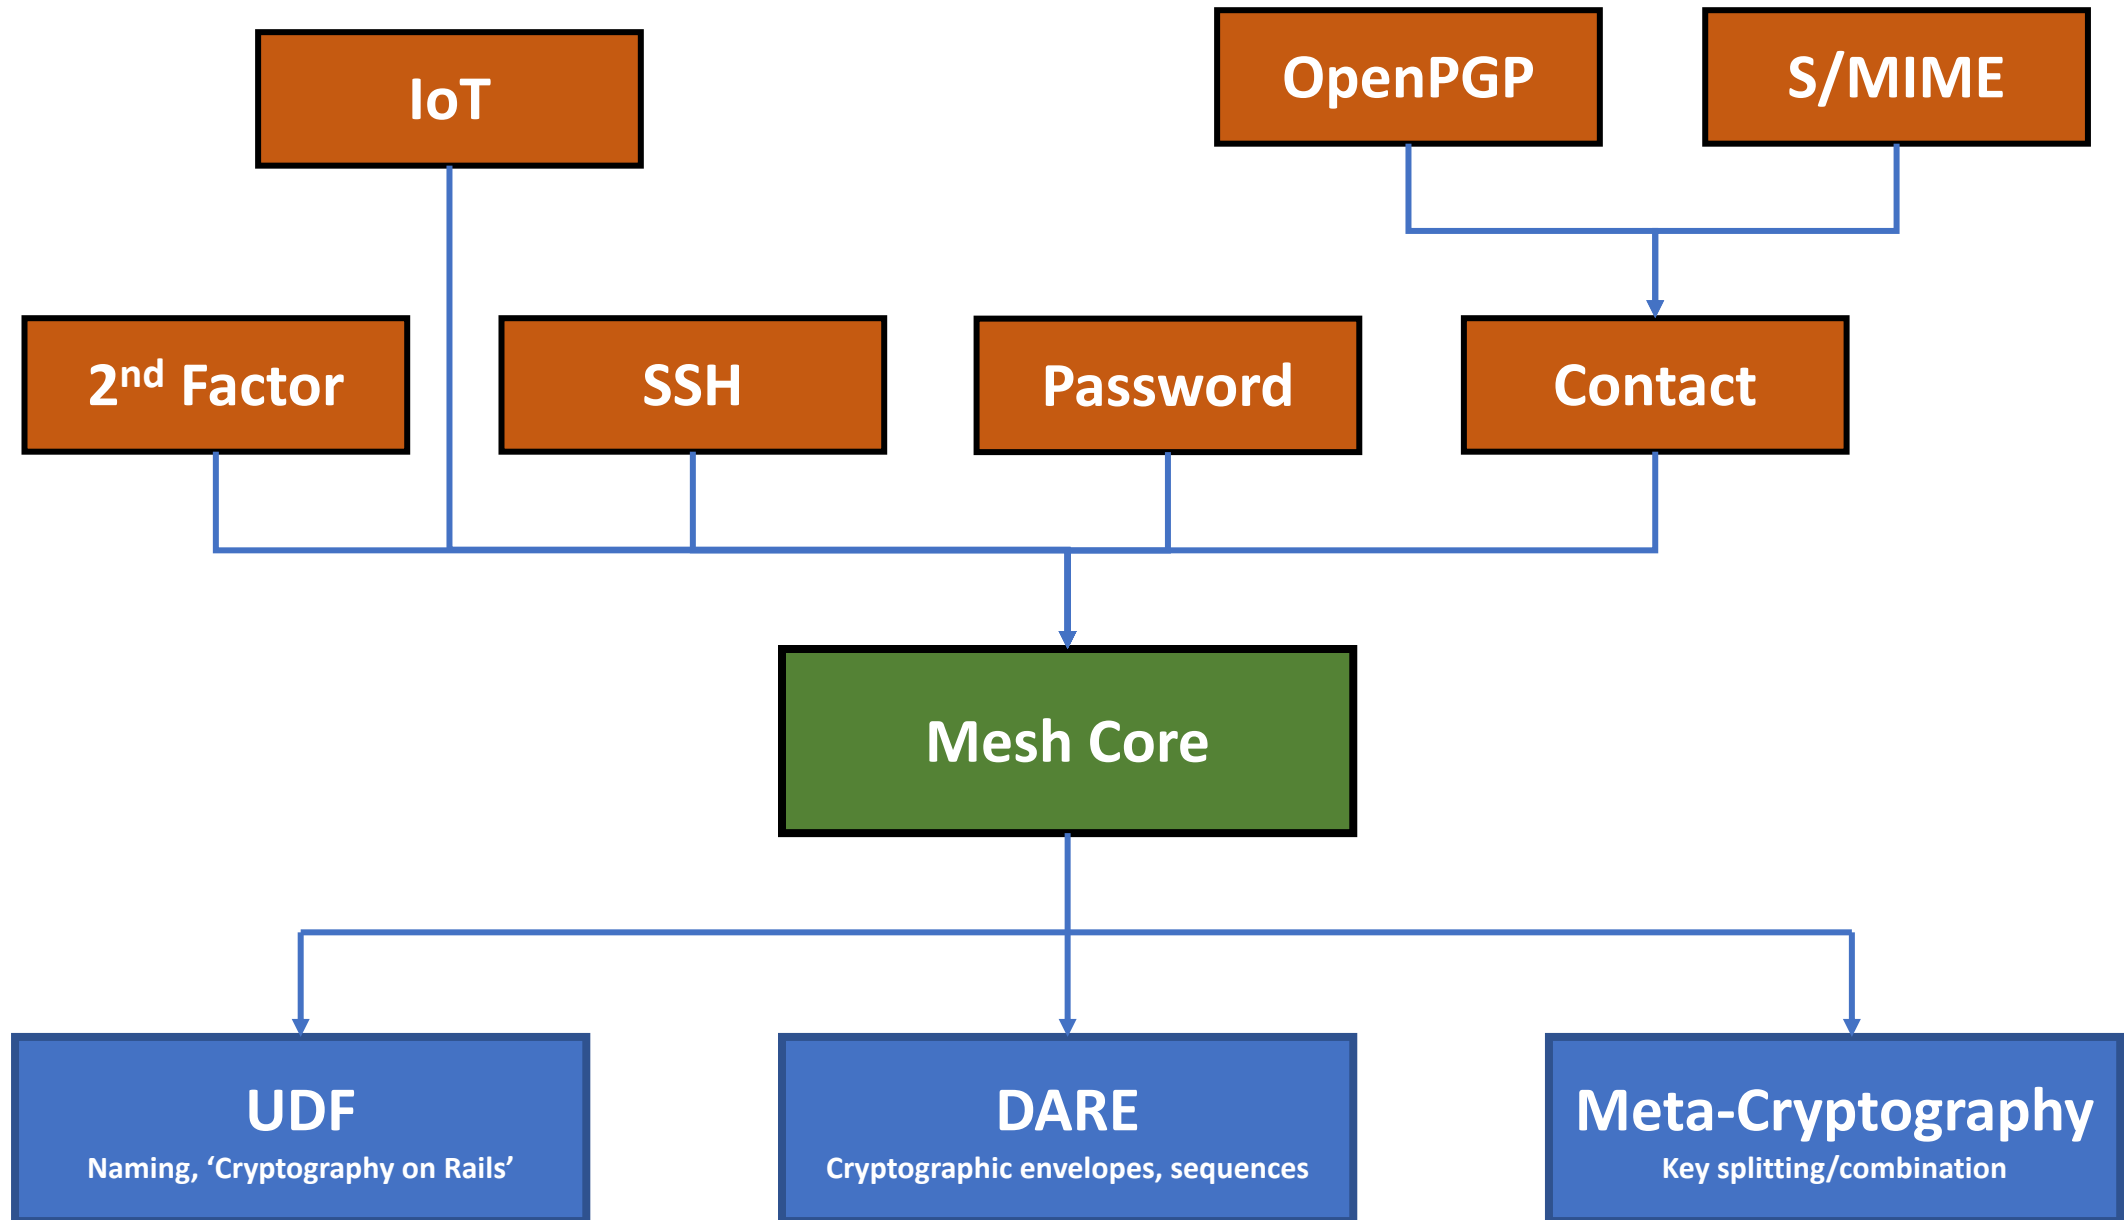 IoT
OpenPGP
S/MIME
2nd Factor
SSH
Password
Contact
Mesh Core
UDF
Naming, ‘Cryptography on Rails’
DARE
Cryptographic envelopes, sequences
Meta-Cryptography
Key splitting/combination